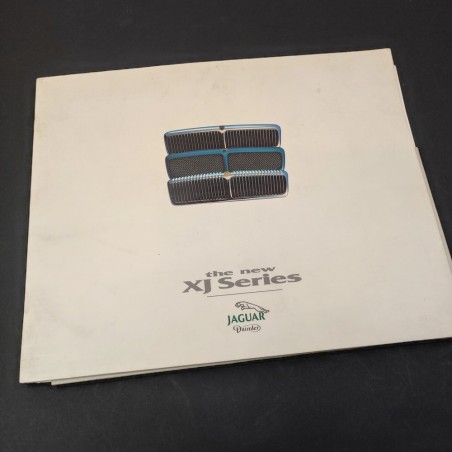 the new
XJ Series
JAGUAR
Daimler